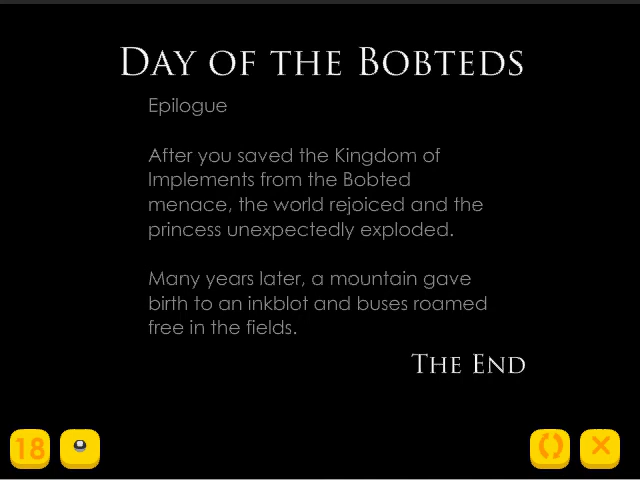 Day of the Bobteds
Epilogue
After you saved the Kingdom of
Implements from the Bobted
menace, the world rejoiced and the
princess unexpectedly exploded.
Many years later, a mountain gave
birth to an inkblot and buses roamed
free in the fields.
The End
18